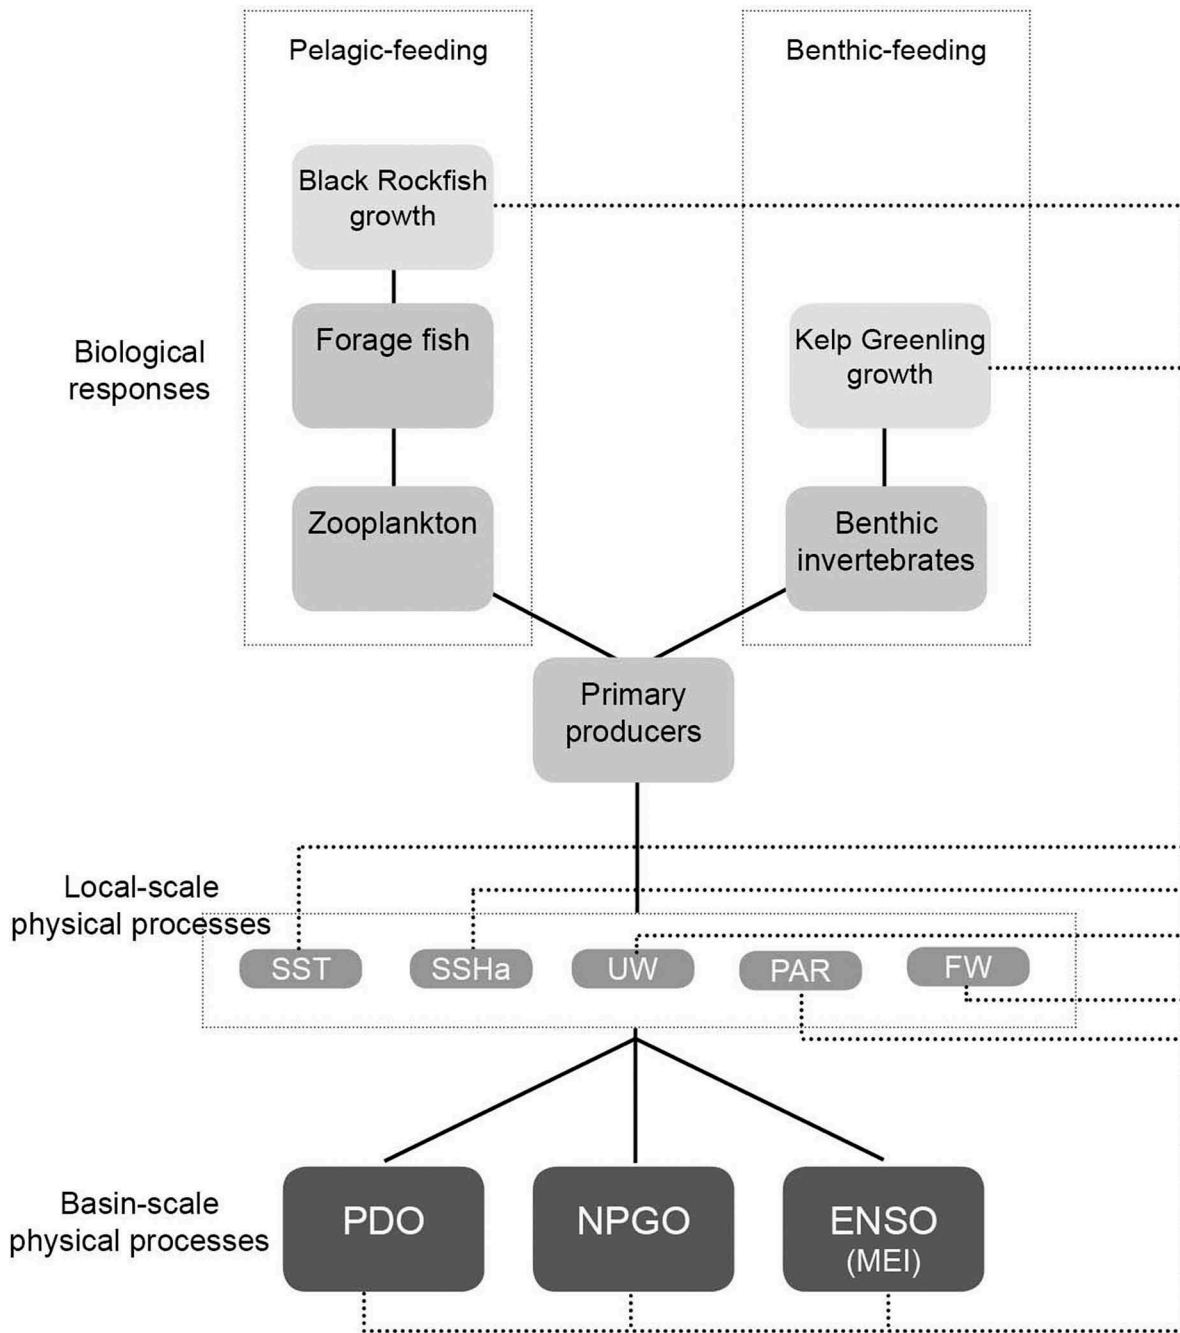 Pelagic-feeding
Benthic-feeding
Black Rockfish
growth
Forage fish
Kelp Greenling
growth
Biological
responses
Zooplankton
Benthic
invertebrates
Primary
producers
Local-scale
physical processes
SST
SSHa
UW
PAR
FW
Basin-scale
physical processes
PDO
NPGO
ENSO
(MEI)